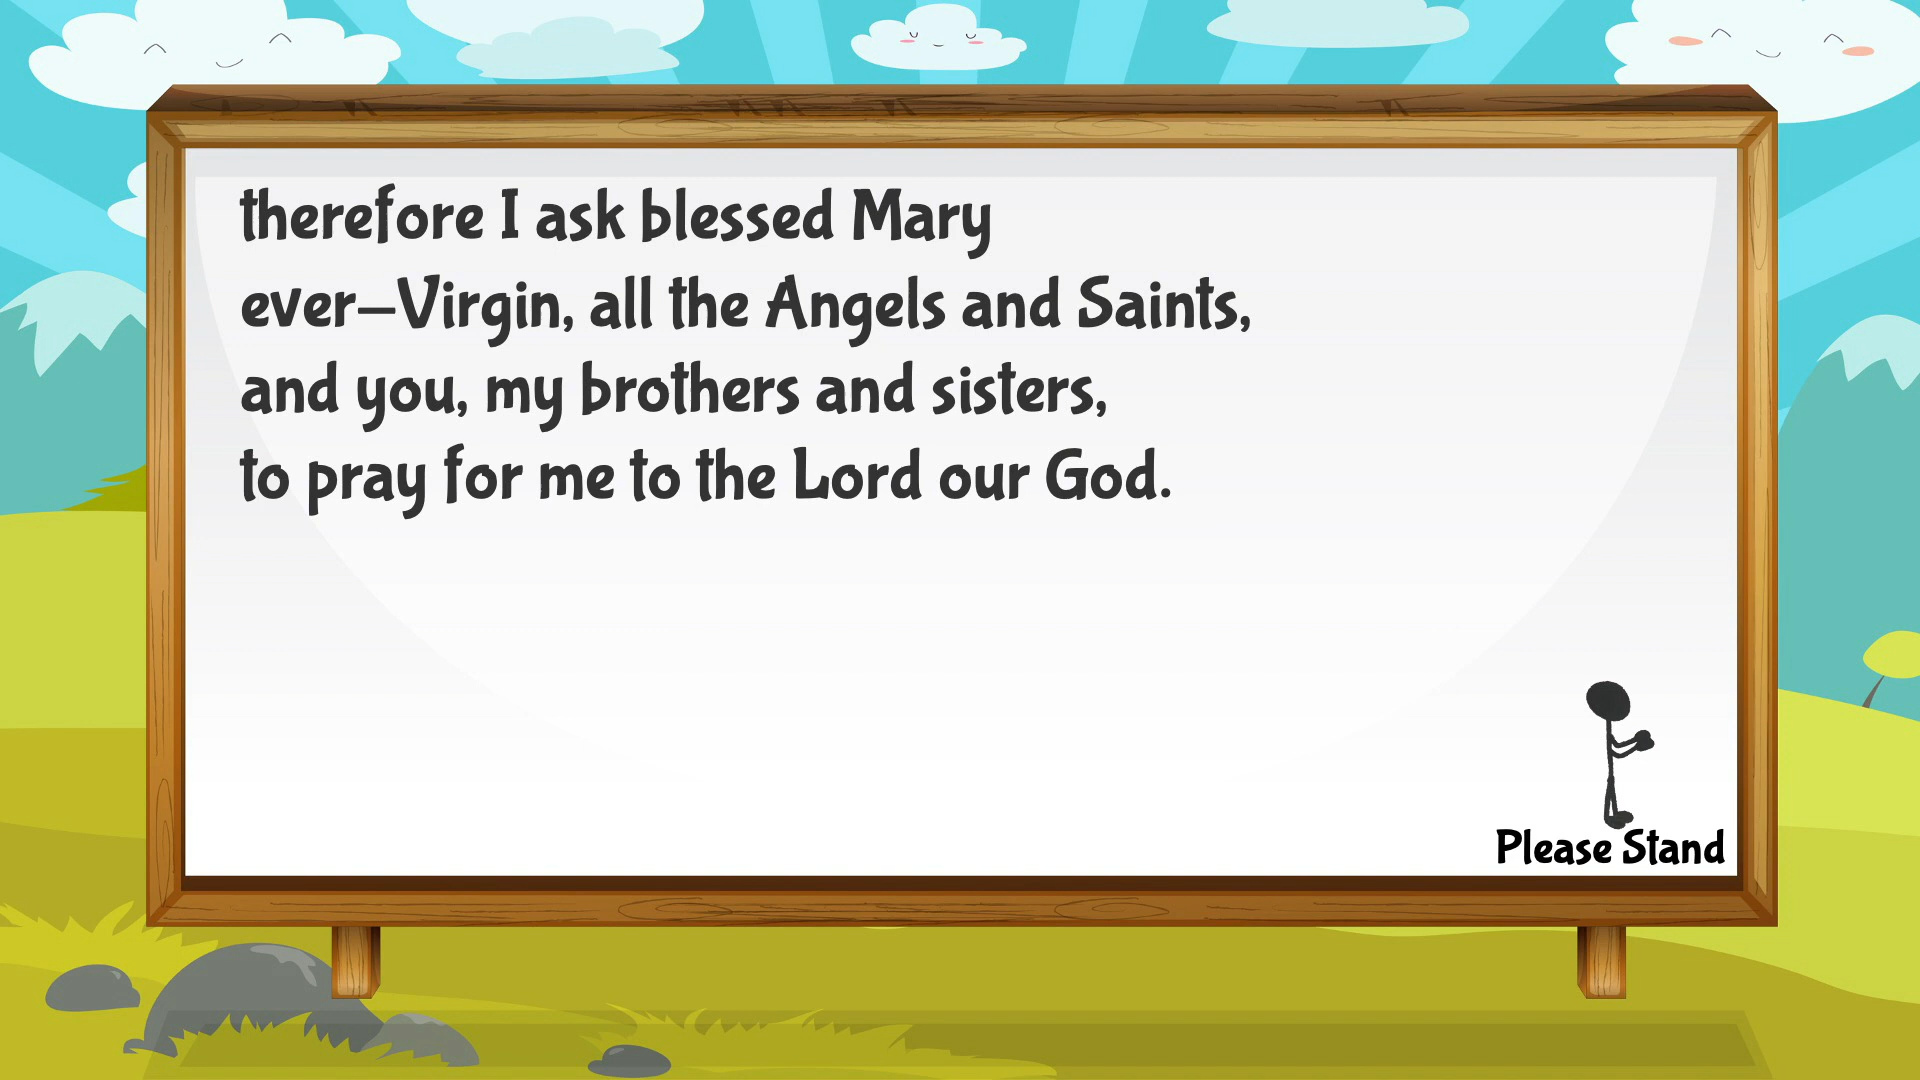 therefore I ask blessed Mary
ever–Virgin, all the Angels and Saints,
and you, my brothers and sisters,
to pray for me to the Lord our God.
Please Stand